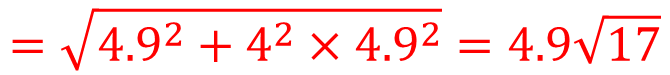 = √(4.9² + 4² × 4.9²) = 4.9√17